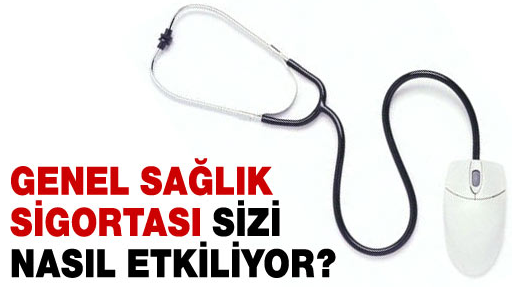 GENEL SAĞLIK
SİGORTASI SİZİ
NASIL ETKİLİYOR?